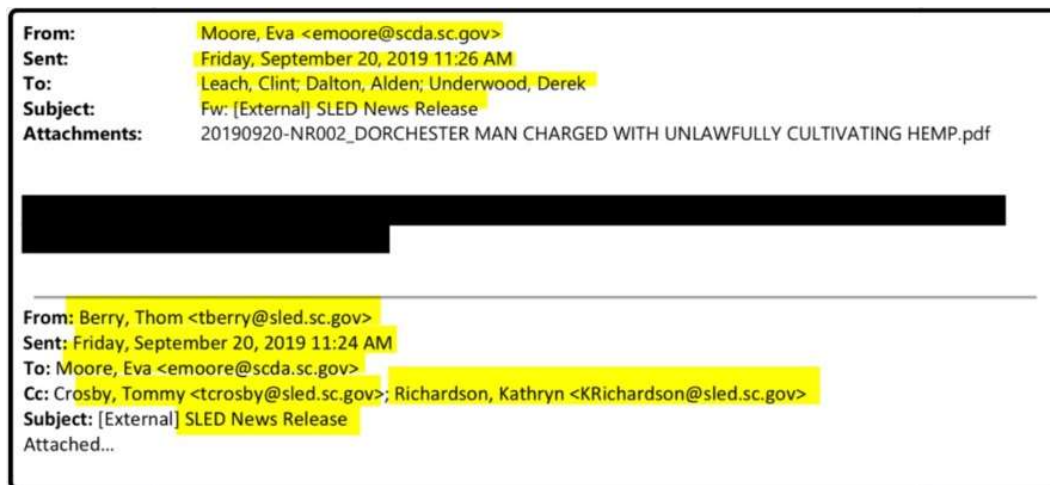 From: Moore, Eva <emoore@scda.sc.gov>
Sent: Friday, September 20, 2019 11:26 AM
To: Leach, Clint; Dalton, Alden; Underwood, Derek
Subject: Fw: [External] SLED News Release
Attachments: 20190920-NR002_DORCHESTER MAN CHARGED WITH UNLAWFULLY CULTIVATING HEMP.pdf
From: Berry, Thom <tberry@sled.sc.gov>
Sent: Friday, September 20, 2019 11:24 AM
To: Moore, Eva <emoore@scda.sc.gov>
Cc: Crosby, Tommy <tcrosby@sled.sc.gov>; Richardson, Kathryn <KRichardson@sled.sc.gov>
Subject: [External] SLED News Release
Attached...